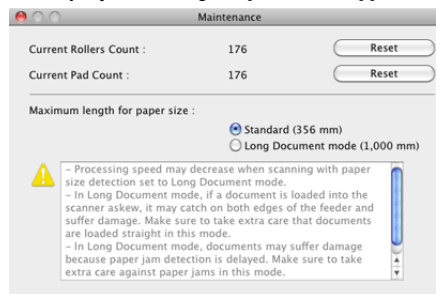 Maintenance
Current Rollers Count : 176 Reset
Current Pad Count : 176 Reset
Maximum length for paper size :
Standard (356 mm)
Long Document mode (1,000 mm)
– Processing speed may decrease when scanning with paper
size detection set to Long Document mode.
– In Long Document mode, if a document is loaded into the
scanner askew, it may catch on both edges of the feeder and
suffer damage. Make sure to take extra care that documents
are loaded straight in this mode.
– In Long Document mode, documents may suffer damage
because paper jam detection is delayed. Make sure to take
extra care against paper jams in this mode.